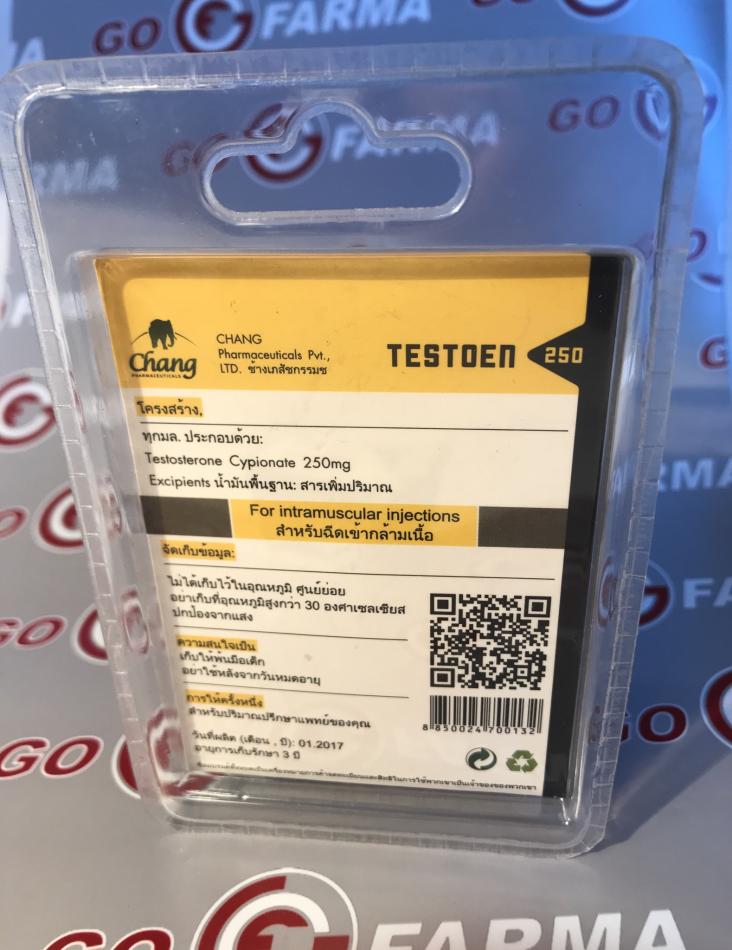 GO FARMA
GO FARMA
GO
FARMA
Chang
PHARMACEUTICALS
CHANG
Pharmaceuticals Pvt.,
LTD. ช้างเภสัชกรรมช
TESTOEN 250
โครงสร้าง,
ทุกมล. ประกอบด้วย:
Testosterone Cypionate 250mg
Excipients น้ำมันพื้นฐาน: สารเพิ่มปริมาณ
For intramuscular injections
สำหรับฉีดเข้ากล้ามเนื้อ
จัดเก็บข้อมูล:
ไม่ได้เก็บไว้ในอุณหภูมิ ศูนย์ย่อย
อย่าเก็บที่อุณหภูมิสูงกว่า 30 องศาเซลเซียส
ปกป้องจากแสง
ความสนใจเป็น
เก็บให้พ้นมือเด็ก
อย่าใช้หลังจากวันหมดอายุ
การให้ครั้งหนึ่ง
สำหรับปริมาณปรึกษาแพทย์ของคุณ
วันที่ผลิต (เดือน , ปี): 01.2017
อายุการเก็บรักษา 3 ปี
8 850024 700132
GO
GO FARMA